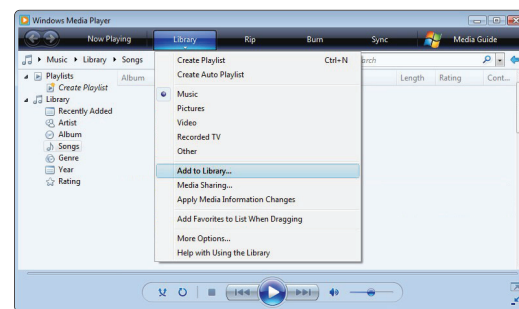 Windows Media Player
Now Playing Library Rip Burn Sync Media Guide
Music Library Songs
Create Playlist Ctrl+N
Create Auto Playlist
Music
Pictures
Video
Recorded TV
Other
Add to Library...
Media Sharing...
Apply Media Information Changes
Add Favorites to List When Dragging
More Options...
Help with Using the Library
Playlists
Create Playlist
Library
Recently Added
Artist
Album
Songs
Genre
Year
Rating
Album Length Rating Cont...